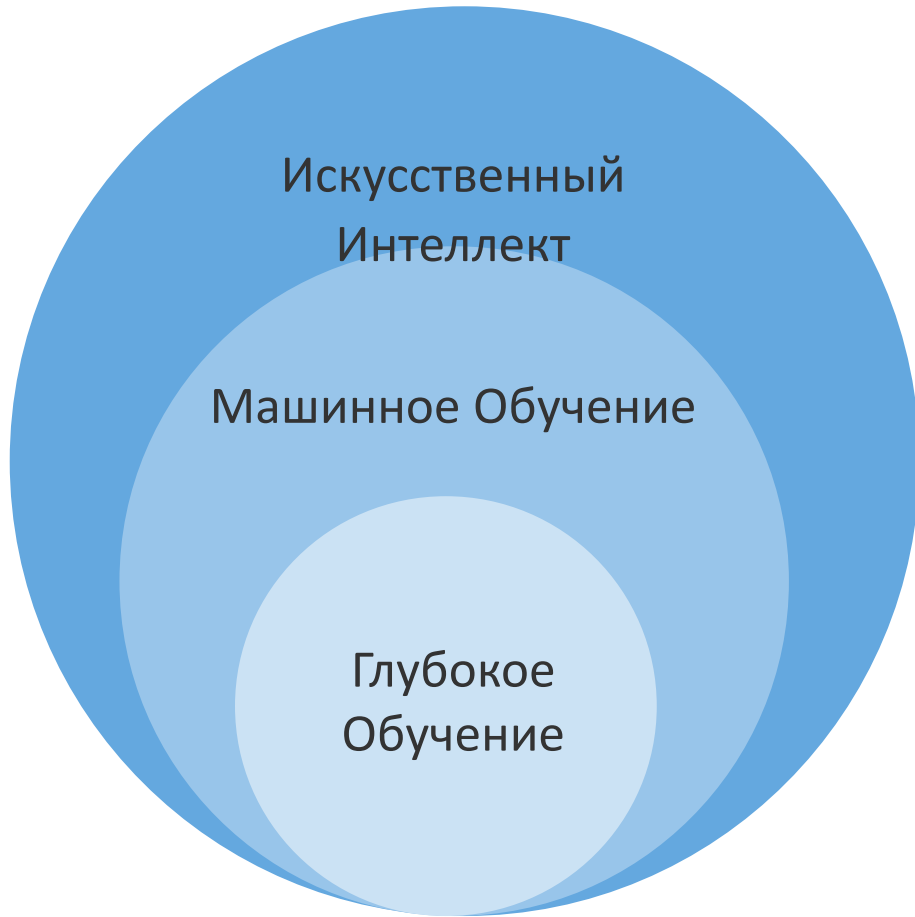 Искусственный
Интеллект
Машинное Обучение
Глубокое
Обучение